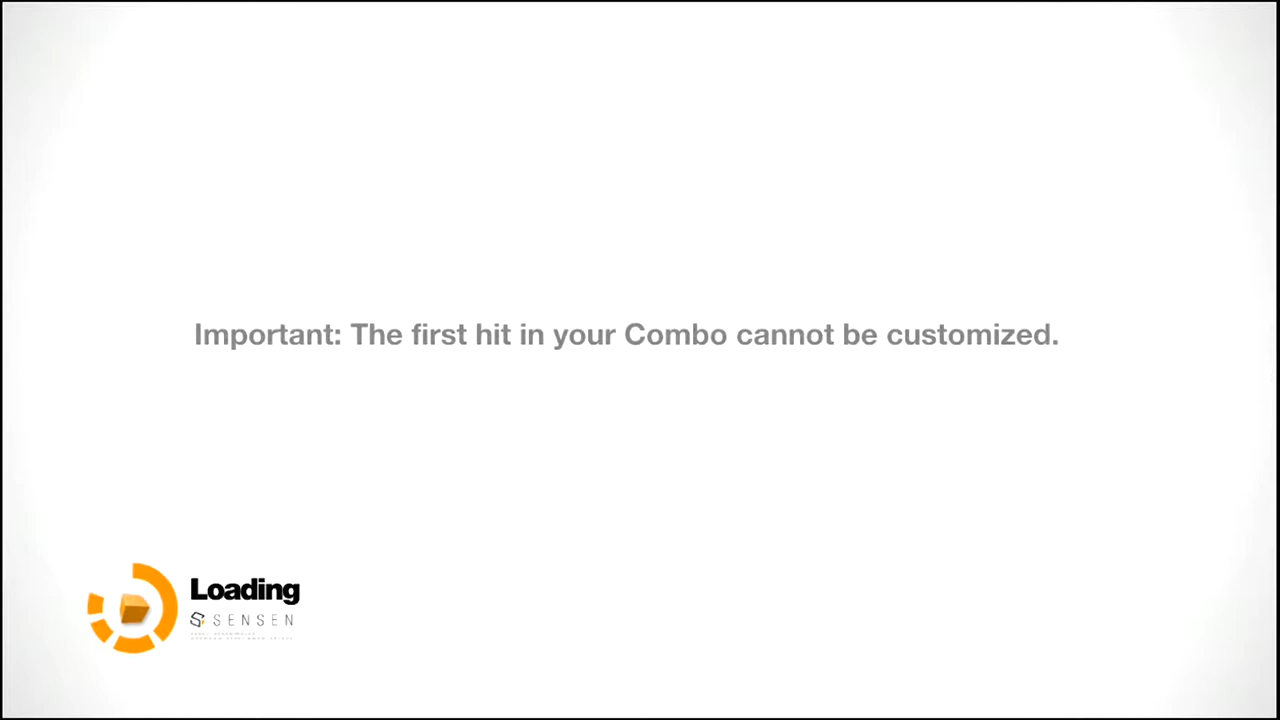 Important: The first hit in your Combo cannot be customized.
Loading
SENSEN